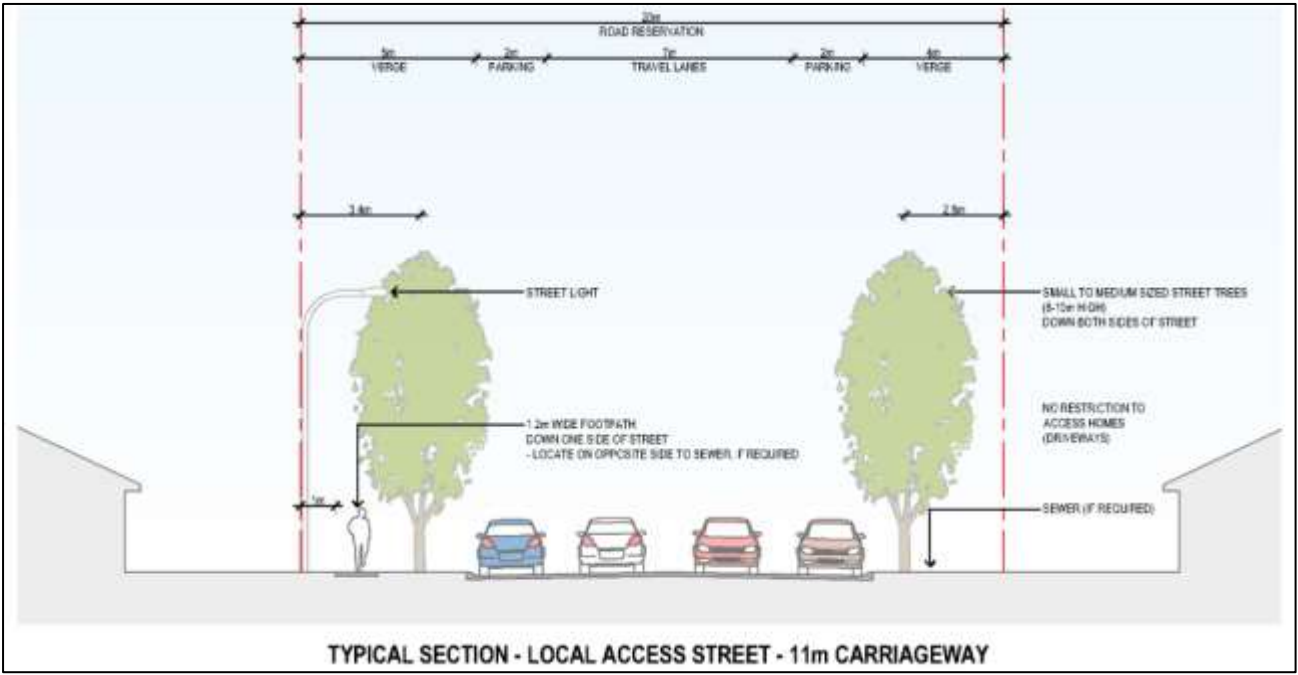 20m
ROAD RESERVATION
5m 2m 7m 2m 4m
VERGE PARKING TRAVEL LANES PARKING VERGE
3.4m 2.8m
STREET LIGHT
SMALL TO MEDIUM SIZED STREET TREES
HIGH)
DOWN BOTH SIDES OF STREET
1.2m WIDE FOOTPATH
DOWN ONE SIDE OF STREET
- LOCATE ON OPPOSITE SIDE TO SEWER, IF REQUIRED
NO RESTRICTION TO
ACCESS HOMES
(DRIVEWAYS)
1m
SEWER (IF REQUIRED)
TYPICAL SECTION - LOCAL ACCESS STREET - 11m CARRIAGEWAY